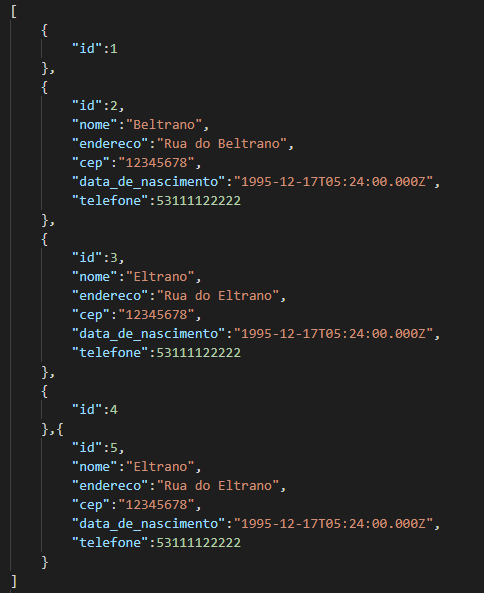 [
    {
        "id":1
    },
    {
        "id":2,
        "nome":"Beltrano",
        "endereco":"Rua do Beltrano",
        "cep":"12345678",
        "data_de_nascimento":"1995-12-17T05:24:00.000Z",
        "telefone":53111122222
    },
    {
        "id":3,
        "nome":"Eltrano",
        "endereco":"Rua do Eltrano",
        "cep":"12345678",
        "data_de_nascimento":"1995-12-17T05:24:00.000Z",
        "telefone":53111122222
    },
    {
        "id":4
    },{
        "id":5,
        "nome":"Eltrano",
        "endereco":"Rua do Eltrano",
        "cep":"12345678",
        "data_de_nascimento":"1995-12-17T05:24:00.000Z",
        "telefone":53111122222
    }
]